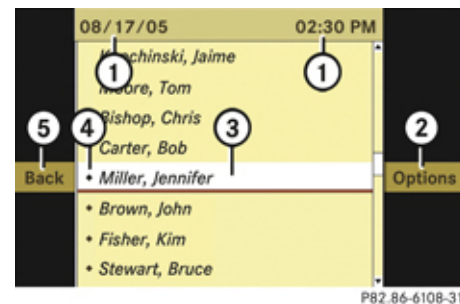 08/17/05 02:30 PM
Jaime
1 1
Tom
5 4 Bishop, Chris 3 2
Carter, Bob
Back Miller, Jennifer Options
Brown, John
Fisher, Kim
Stewart, Bruce
P82.86-6108-31